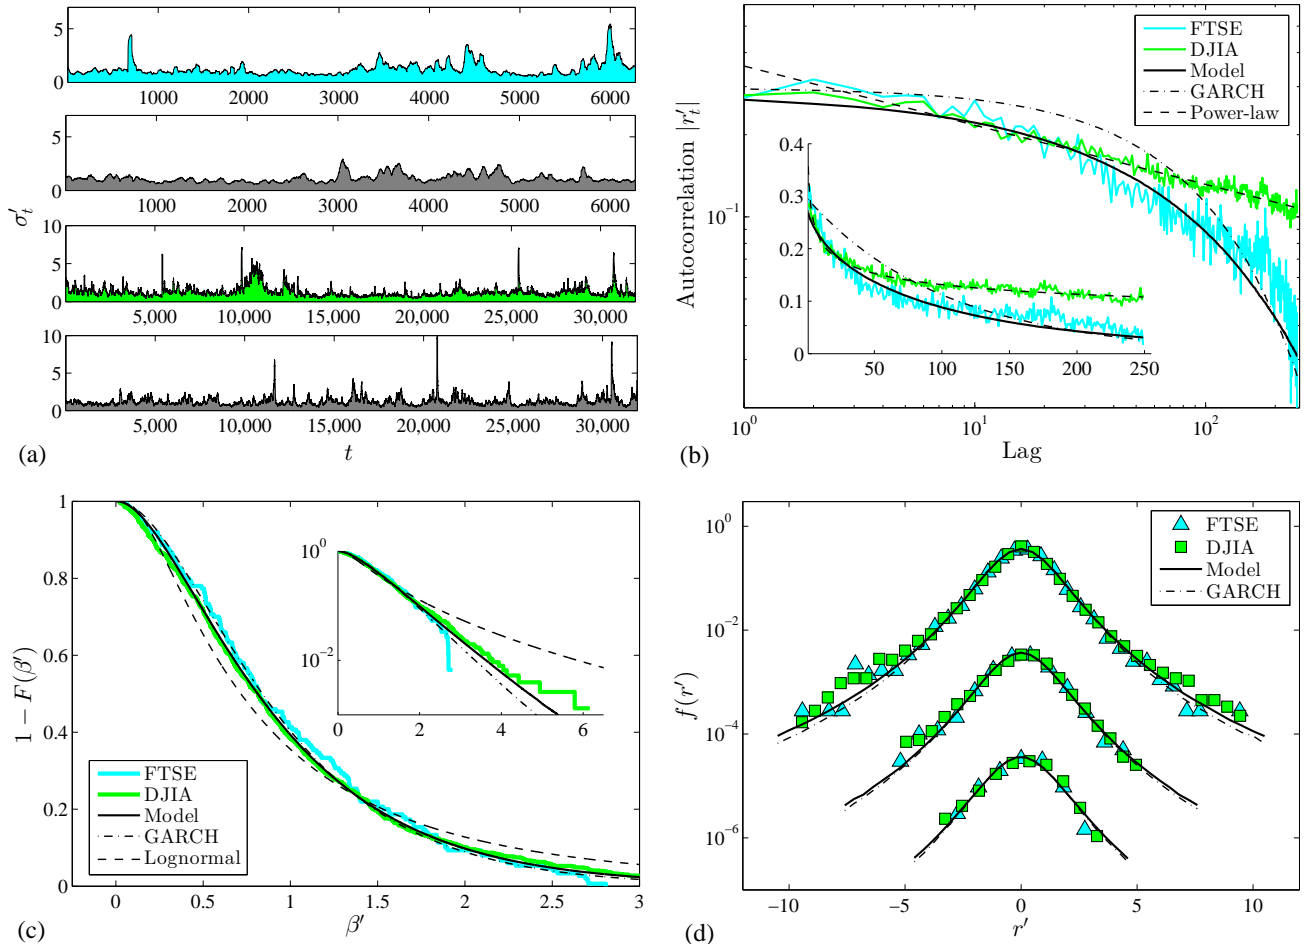 5
0
1000 2000 3000 4000 5000 6000
5
0
1000 2000 3000 4000 5000 6000
σ′ₜ
10
5
0
5,000 10,000 15,000 20,000 25,000 30,000
10
5
0
5,000 10,000 15,000 20,000 25,000 30,000
(a)
t
FTSE
DJIA
Model
GARCH
Power-law
Autocorrelation |r′ₜ|
10⁻¹
0.4
0.3
0.2
0.1
0
50 100 150 200 250
10⁰ 10¹ 10²
(b)
Lag
1
0.8
0.6
0.4
0.2
0
1 − F(β′)
10⁰
10⁻²
0 2 4 6
FTSE
DJIA
Model
GARCH
Lognormal
0 0.5 1 1.5 2 2.5 3
(c)
β′
FTSE
DJIA
Model
GARCH
10⁰
10⁻²
10⁻⁴
10⁻⁶
f(r′)
−10 −5 0 5 10
(d)
r′